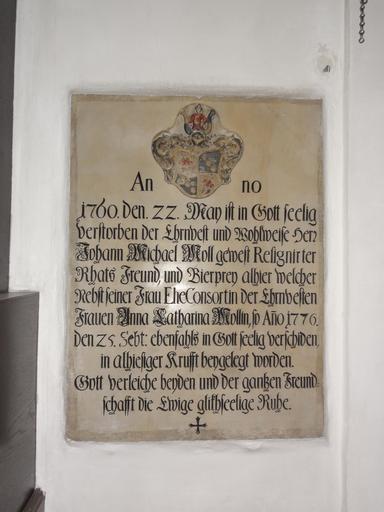 An no
1760. den. 22. May ist in Gott seelig
verstorben der Ehrnvest und Wohlweise Herr
Johann Michael Moll gewest Resignirter
Rhats Freund, und Bierprey alhier welcher
Nebst seiner Frau EheConsortin der Ehrnvesten
Frauen Anna Catharina Mollin, so Año 1776.
den 25. Sebt: ebenfahls in Gott seelig verschiden,
in alhiesiger Krufft beygelegt worden.
Gott verleiche beyden und der gantzen Freund-
schafft die Ewige glikhseelige Ruhe.